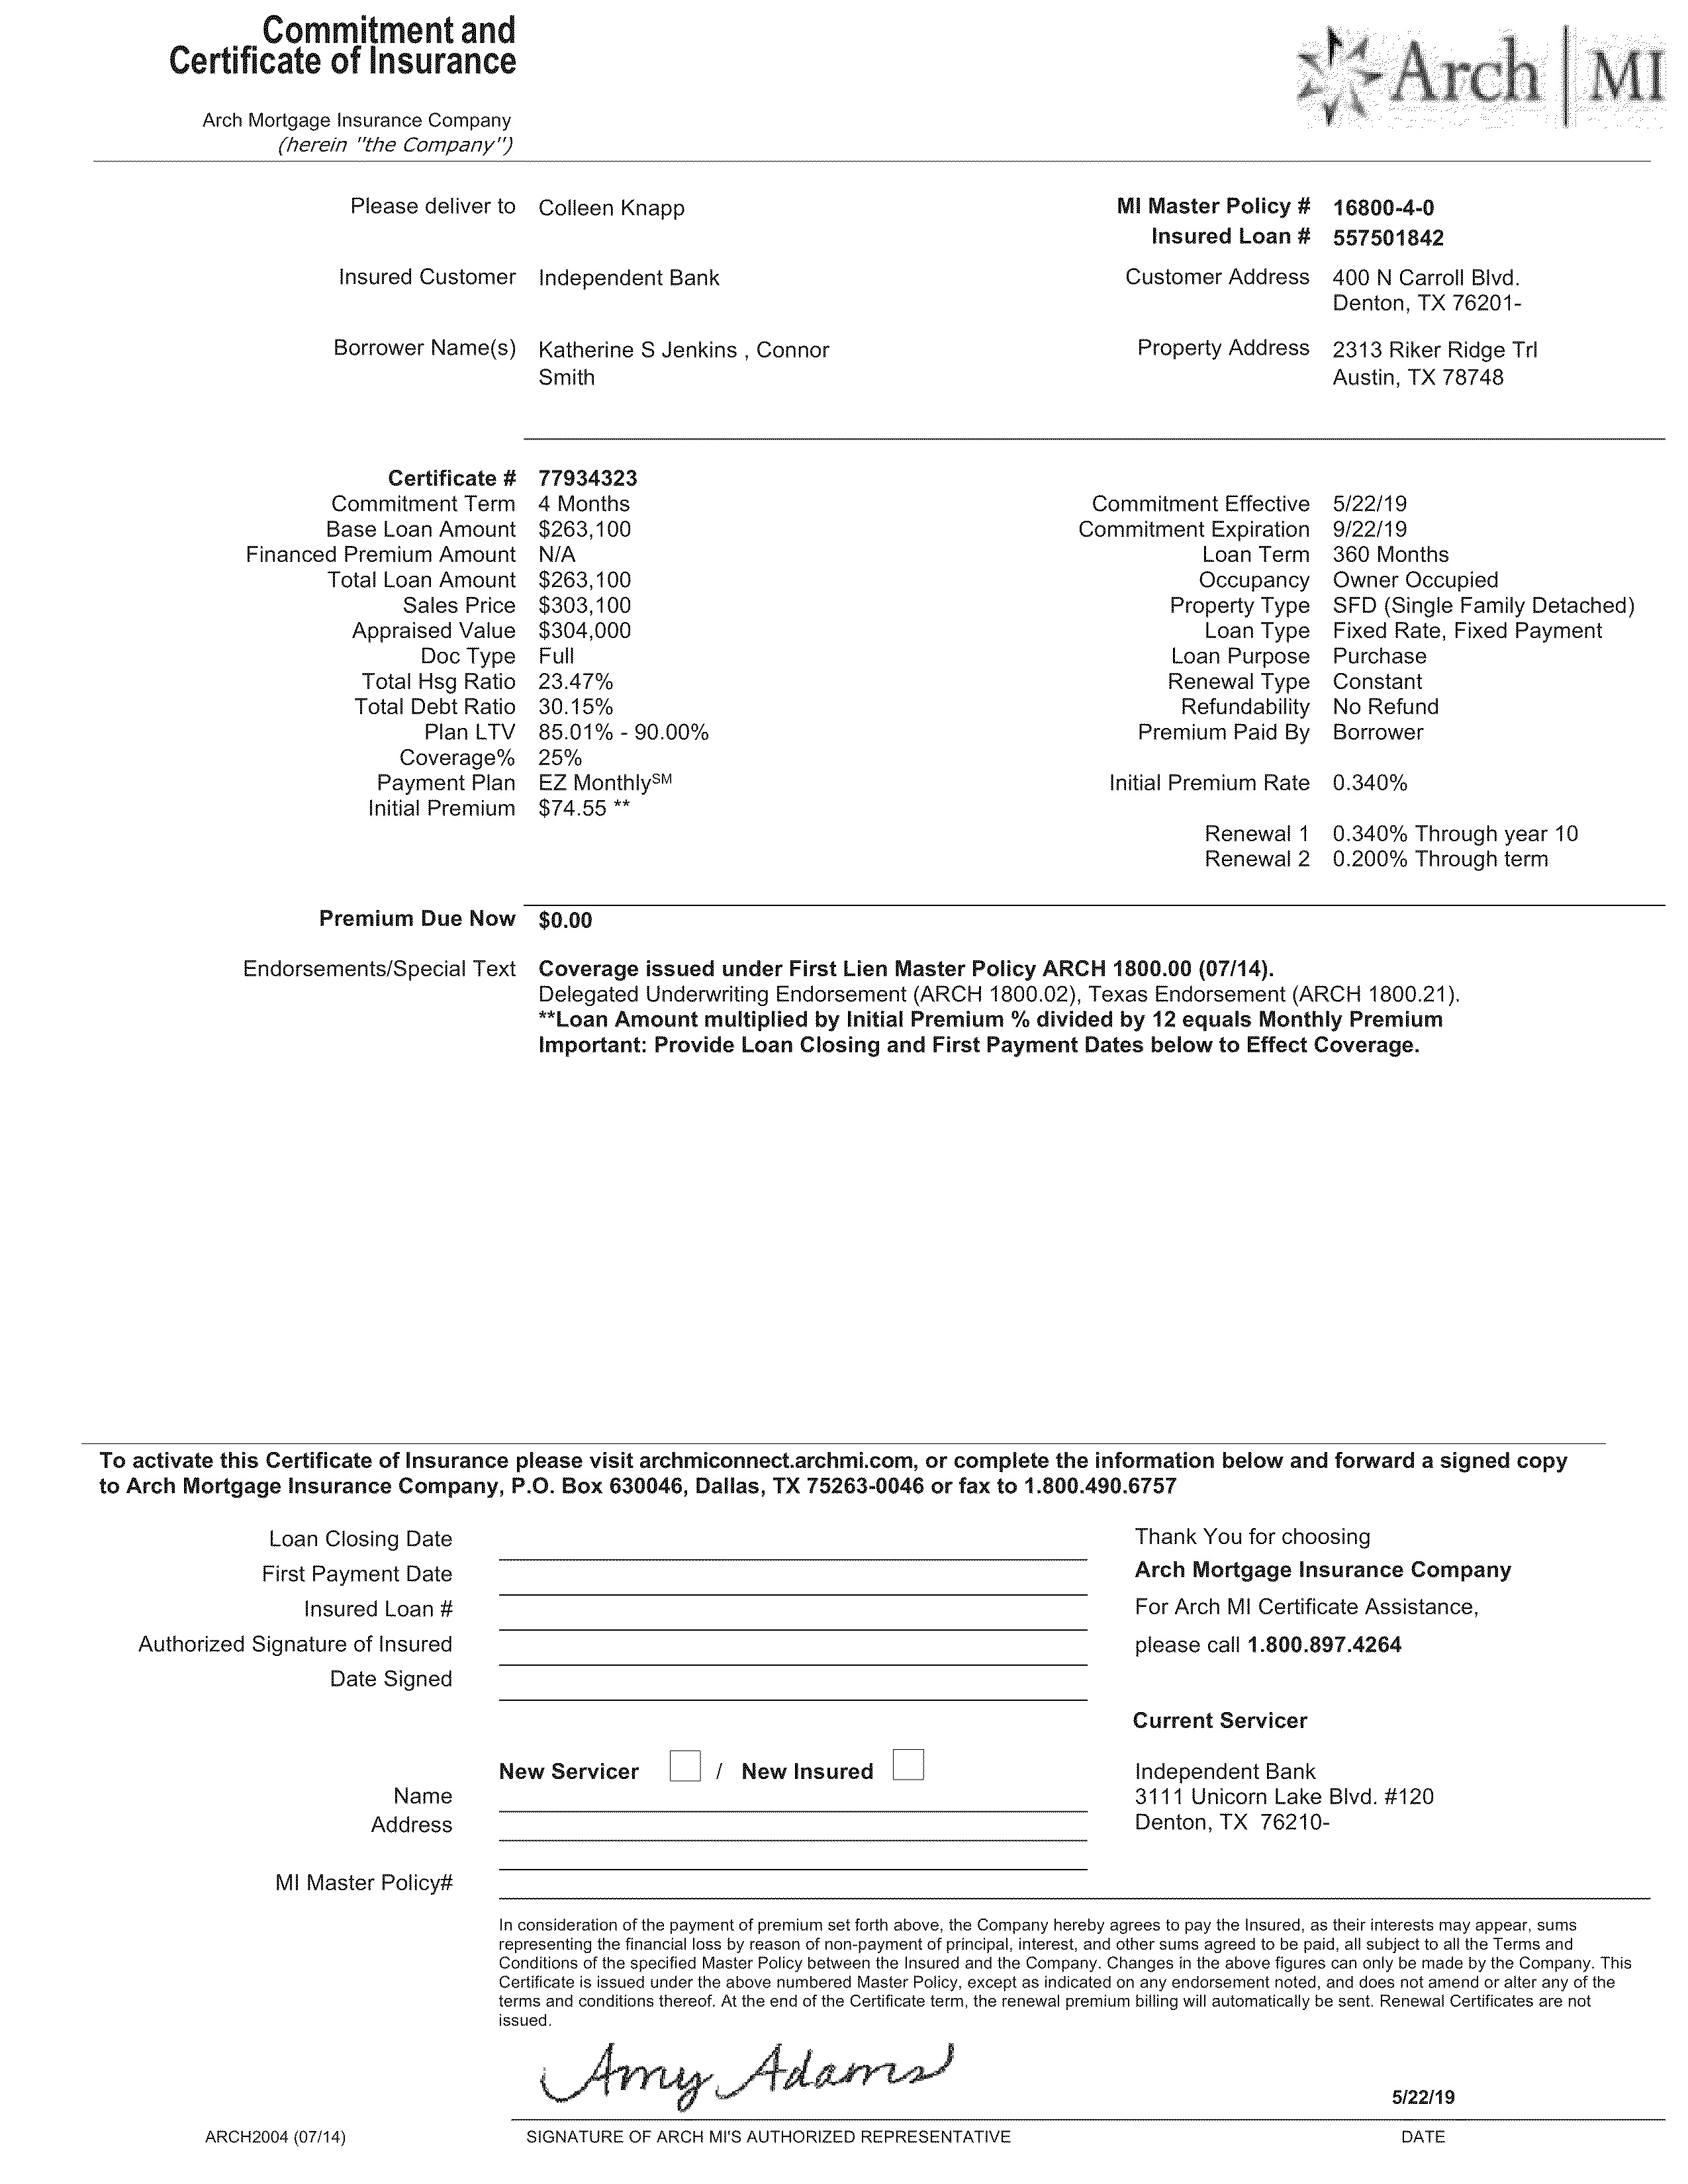 Commitment and
Certificate of Insurance
Arch | MI
Arch Mortgage Insurance Company
(herein "the Company")
Please deliver to Colleen Knapp
MI Master Policy # 16800-4-0
Insured Loan # 557501842
Insured Customer Independent Bank
Customer Address 400 N Carroll Blvd.
Denton, TX 76201-
Borrower Name(s) Katherine S Jenkins , Connor
Smith
Property Address 2313 Riker Ridge Trl
Austin, TX 78748
Certificate # 77934323
Commitment Term 4 Months
Base Loan Amount $263,100
Financed Premium Amount N/A
Total Loan Amount $263,100
Sales Price $303,100
Appraised Value $304,000
Doc Type Full
Total Hsg Ratio 23.47%
Total Debt Ratio 30.15%
Plan LTV 85.01% - 90.00%
Coverage% 25%
Payment Plan EZ Monthly℠
Initial Premium $74.55 **
Commitment Effective 5/22/19
Commitment Expiration 9/22/19
Loan Term 360 Months
Occupancy Owner Occupied
Property Type SFD (Single Family Detached)
Loan Type Fixed Rate, Fixed Payment
Loan Purpose Purchase
Renewal Type Constant
Refundability No Refund
Premium Paid By Borrower
Initial Premium Rate 0.340%
Renewal 1 0.340% Through year 10
Renewal 2 0.200% Through term
Premium Due Now $0.00
Endorsements/Special Text Coverage issued under First Lien Master Policy ARCH 1800.00 (07/14).
Delegated Underwriting Endorsement (ARCH 1800.02), Texas Endorsement (ARCH 1800.21).
**Loan Amount multiplied by Initial Premium % divided by 12 equals Monthly Premium
Important: Provide Loan Closing and First Payment Dates below to Effect Coverage.
To activate this Certificate of Insurance please visit archmiconnect.archmi.com, or complete the information below and forward a signed copy
to Arch Mortgage Insurance Company, P.O. Box 630046, Dallas, TX 75263-0046 or fax to 1.800.490.6757
Loan Closing Date
First Payment Date
Insured Loan #
Authorized Signature of Insured
Date Signed
Thank You for choosing
Arch Mortgage Insurance Company
For Arch MI Certificate Assistance,
please call 1.800.897.4264
Current Servicer
New Servicer / New Insured
Name
Address
MI Master Policy#
Independent Bank
3111 Unicorn Lake Blvd. #120
Denton, TX 76210-
In consideration of the payment of premium set forth above, the Company hereby agrees to pay the Insured, as their interests may appear, sums
representing the financial loss by reason of non-payment of principal, interest, and other sums agreed to be paid, all subject to all the Terms and
Conditions of the specified Master Policy between the Insured and the Company. Changes in the above figures can only be made by the Company. This
Certificate is issued under the above numbered Master Policy, except as indicated on any endorsement noted, and does not amend or alter any of the
terms and conditions thereof. At the end of the Certificate term, the renewal premium billing will automatically be sent. Renewal Certificates are not
issued.
Amy Adams
5/22/19
ARCH2004 (07/14) SIGNATURE OF ARCH MI'S AUTHORIZED REPRESENTATIVE DATE